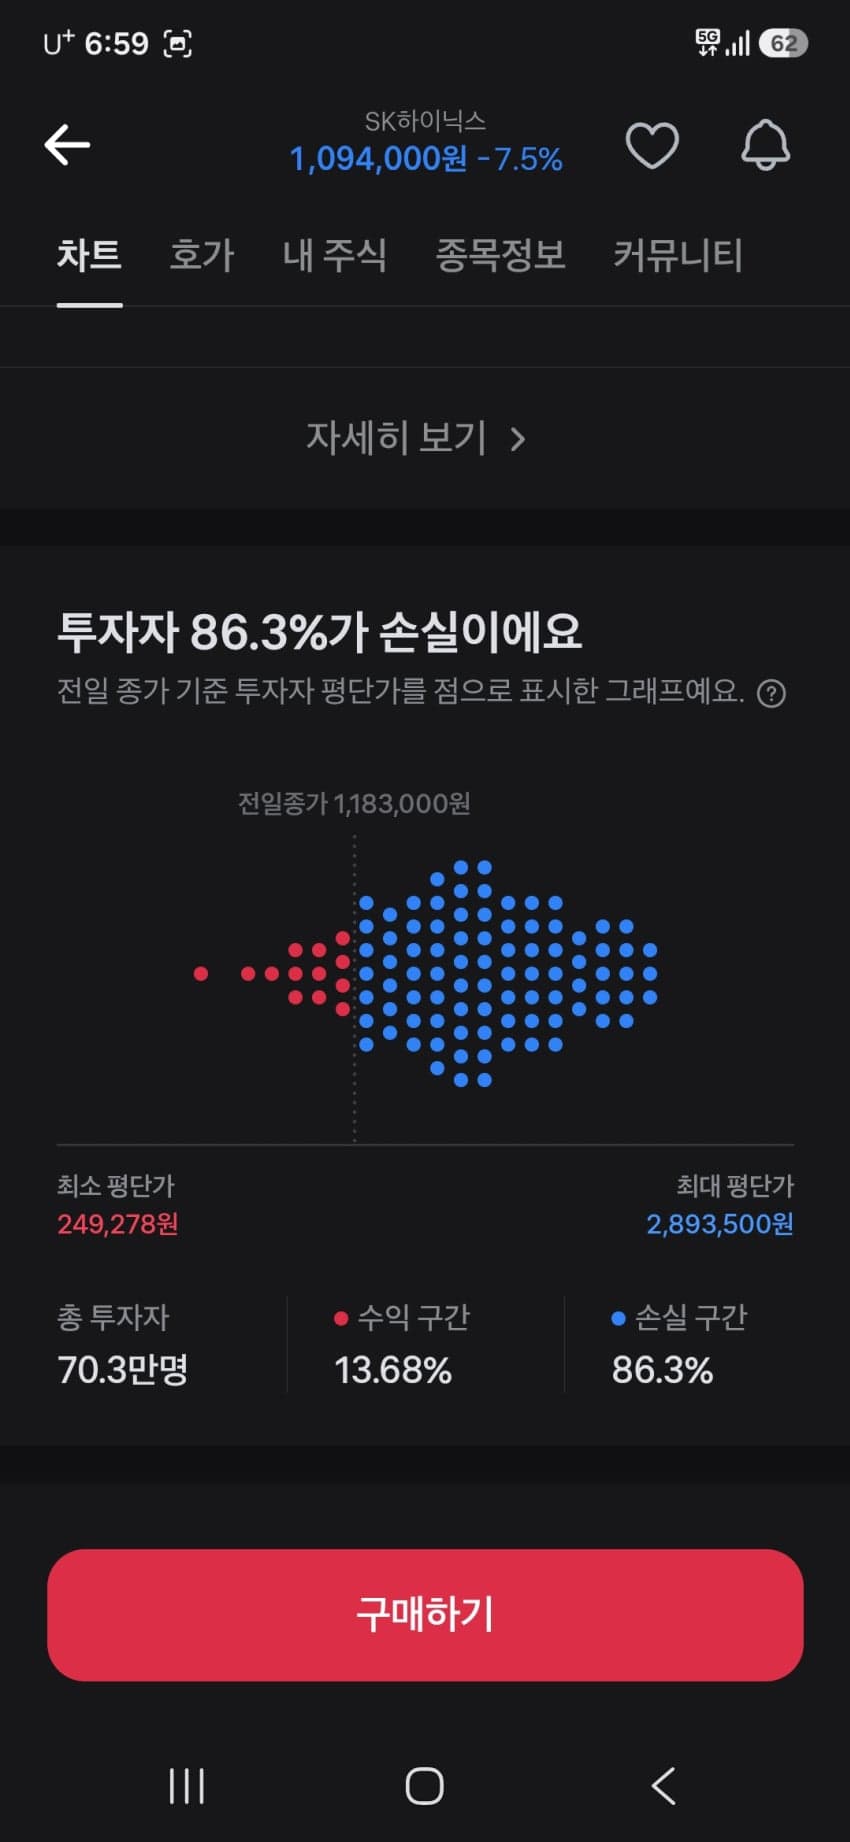 U+ 6:59 5G 62
SK하이닉스
1,094,000원 -7.5%
차트 호가 내 주식 종목정보 커뮤니티
자세히 보기 >
투자자 86.3%가 손실이에요
전일 종가 기준 투자자 평단가를 점으로 표시한 그래프예요. ?
전일종가 1,183,000원
최소 평단가 최대 평단가
249,278원 2,893,500원
총 투자자 수익 구간 손실 구간
70.3만명 13.68% 86.3%
구매하기